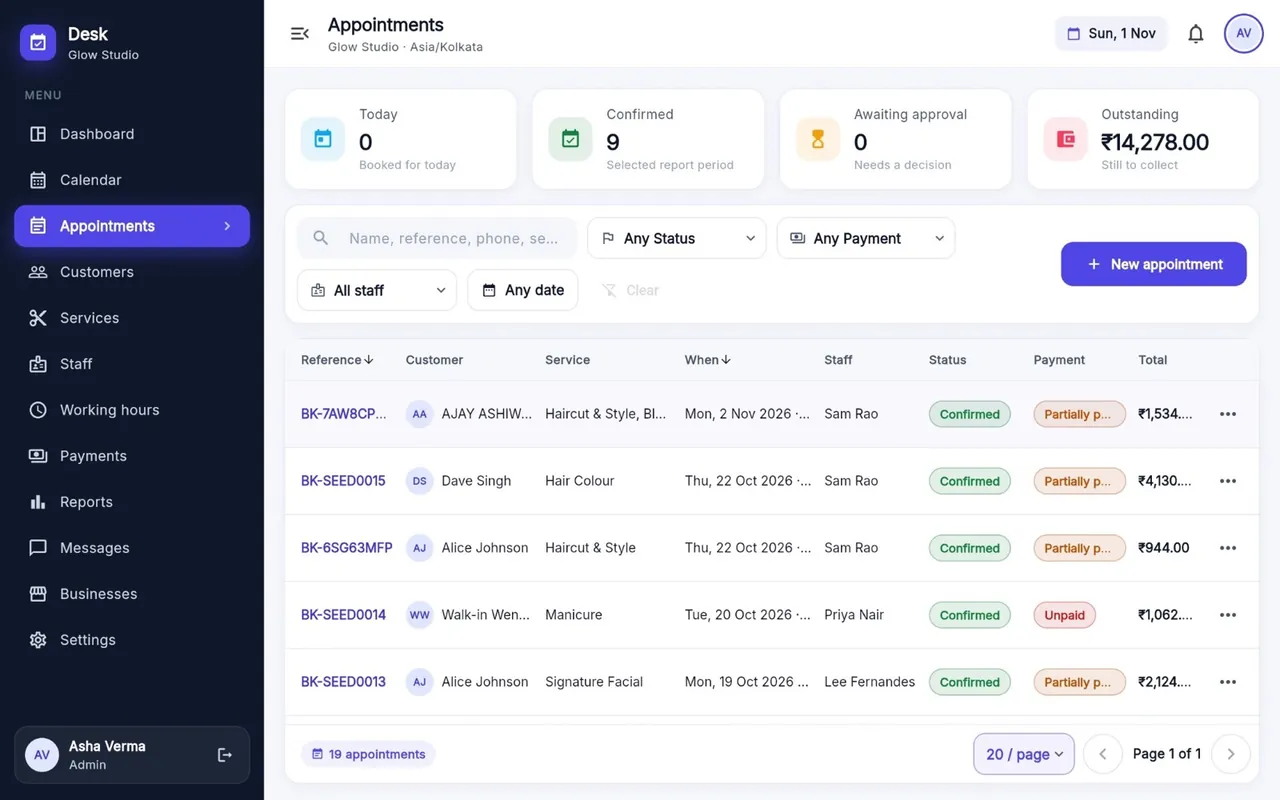 Desk
Glow Studio
MENU
Dashboard
Calendar
Appointments
Customers
Services
Staff
Working hours
Payments
Reports
Messages
Businesses
Settings
AV
Asha Verma
Admin
Appointments
Glow Studio · Asia/Kolkata
Sun, 1 Nov
AV
Today
0
Booked for today
Confirmed
9
Selected report period
Awaiting approval
0
Needs a decision
Outstanding
₹14,278.00
Still to collect
Name, reference, phone, se...
Any Status
Any Payment
All staff
Any date
Clear
+ New appointment
Reference↓ Customer Service When↓ Staff Status Payment Total
BK-7AW8CP... AA AJAY ASHIW... Haircut & Style, Bl... Mon, 2 Nov 2026 ·... Sam Rao Confirmed Partially p... ₹1,534.... •••
BK-SEED0015 DS Dave Singh Hair Colour Thu, 22 Oct 2026 ·... Sam Rao Confirmed Partially p... ₹4,130.... •••
BK-6SG63MFP AJ Alice Johnson Haircut & Style Thu, 22 Oct 2026 ·... Sam Rao Confirmed Partially p... ₹944.00 •••
BK-SEED0014 WW Walk-in Wen... Manicure Tue, 20 Oct 2026 ·... Priya Nair Confirmed Unpaid ₹1,062.... •••
BK-SEED0013 AJ Alice Johnson Signature Facial Mon, 19 Oct 2026 ... Lee Fernandes Confirmed Partially p... ₹2,124.... •••
19 appointments
20 / page
Page 1 of 1